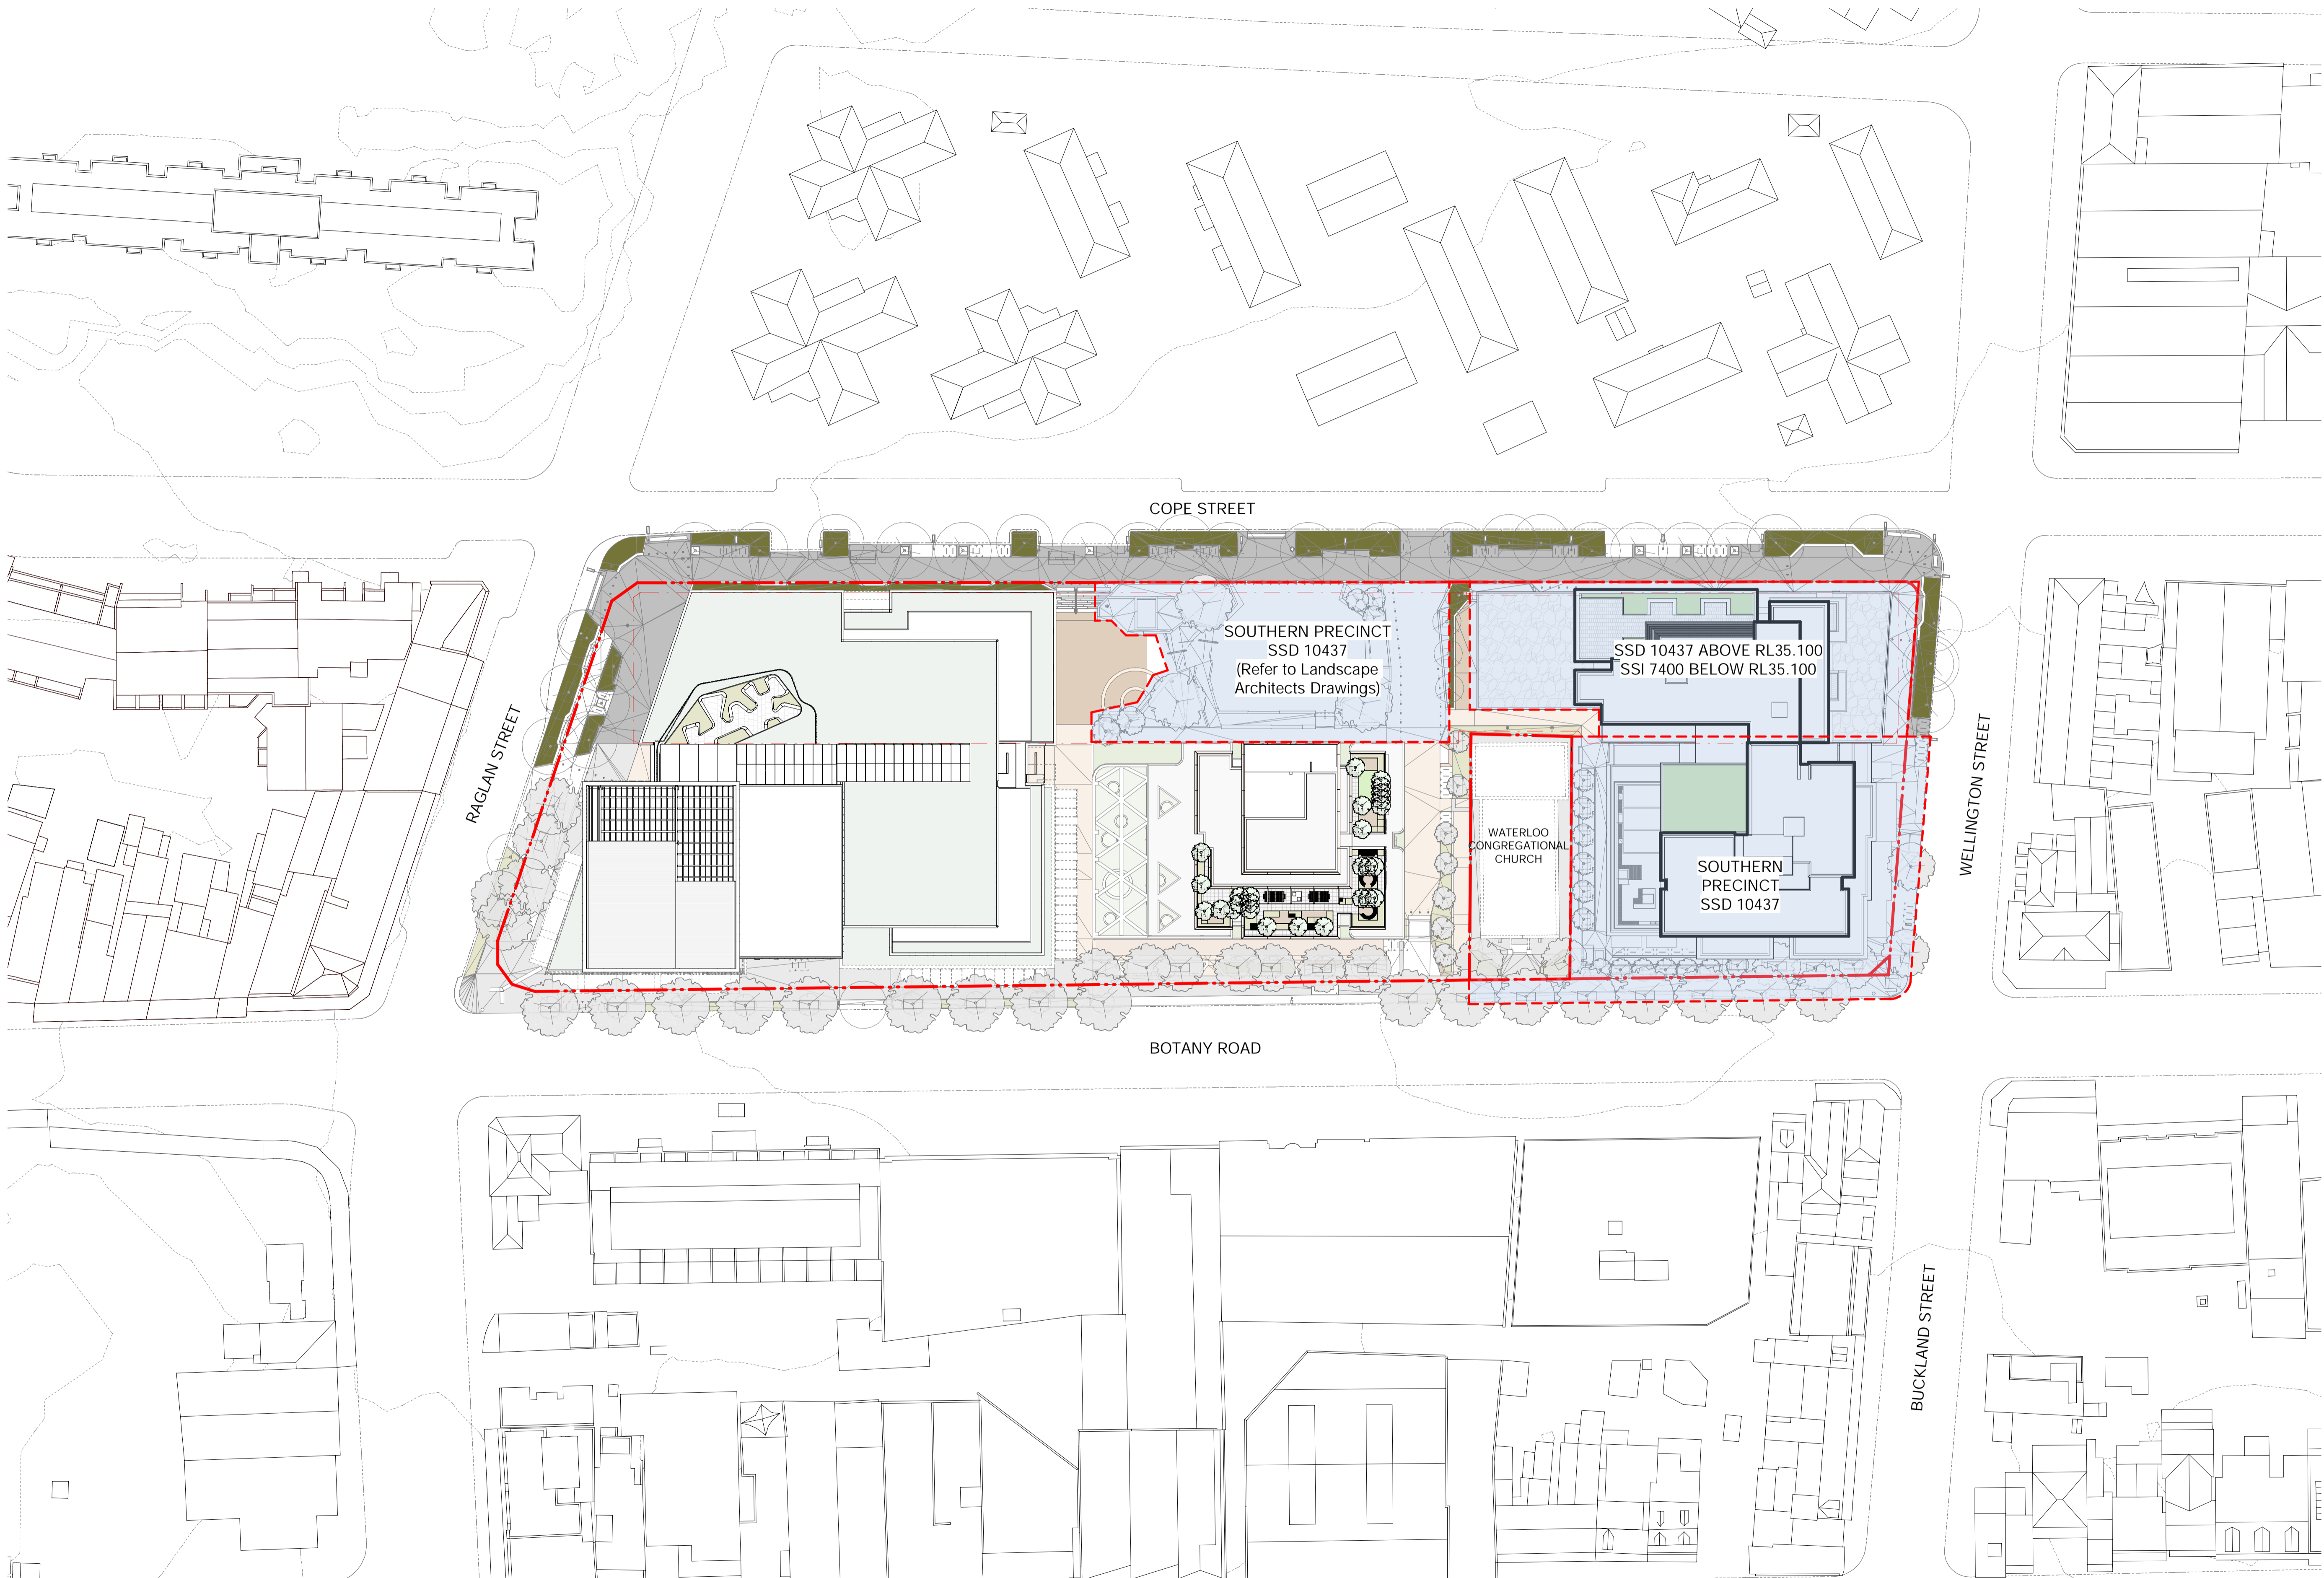 COPE STREET
SOUTHERN PRECINCT
SSD 10437
(Refer to Landscape
Architects Drawings)
SSD 10437 ABOVE RL35.100
SSI 7400 BELOW RL35.100
RAGLAN STREET
WELLINGTON STREET
WATERLOO
CONGREGATIONAL
CHURCH
SOUTHERN
PRECINCT
SSD 10437
BOTANY ROAD
BUCKLAND STREET